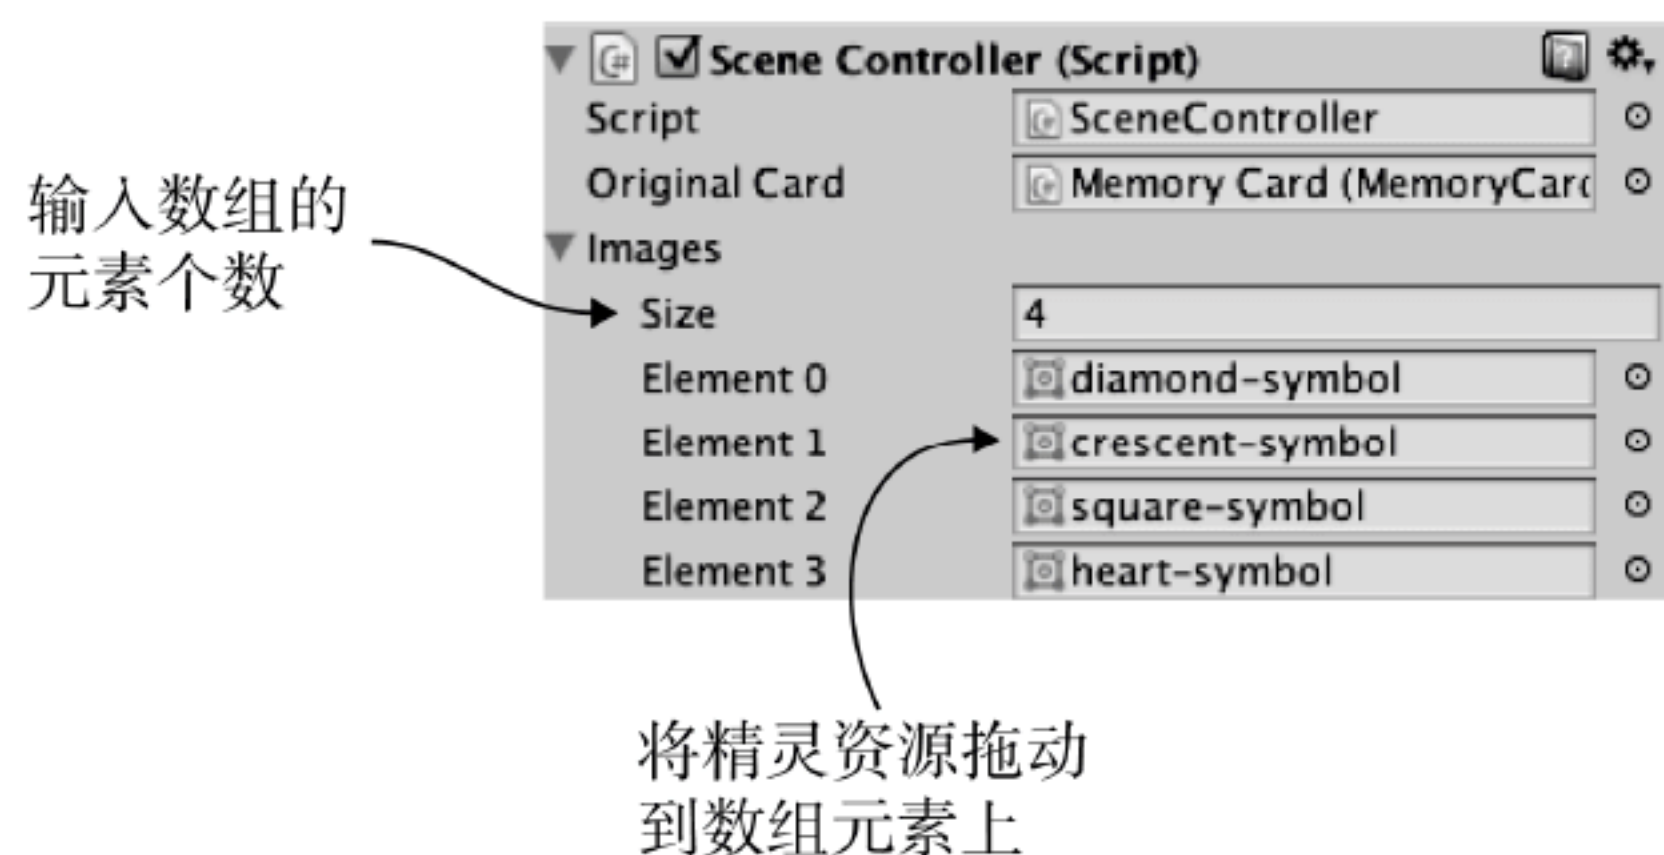 Scene Controller (Script)
Script SceneController
Original Card Memory Card (MemoryCard
Images
Size 4
Element 0 diamond-symbol
Element 1 crescent-symbol
Element 2 square-symbol
Element 3 heart-symbol
输入数组的
元素个数
将精灵资源拖动
到数组元素上